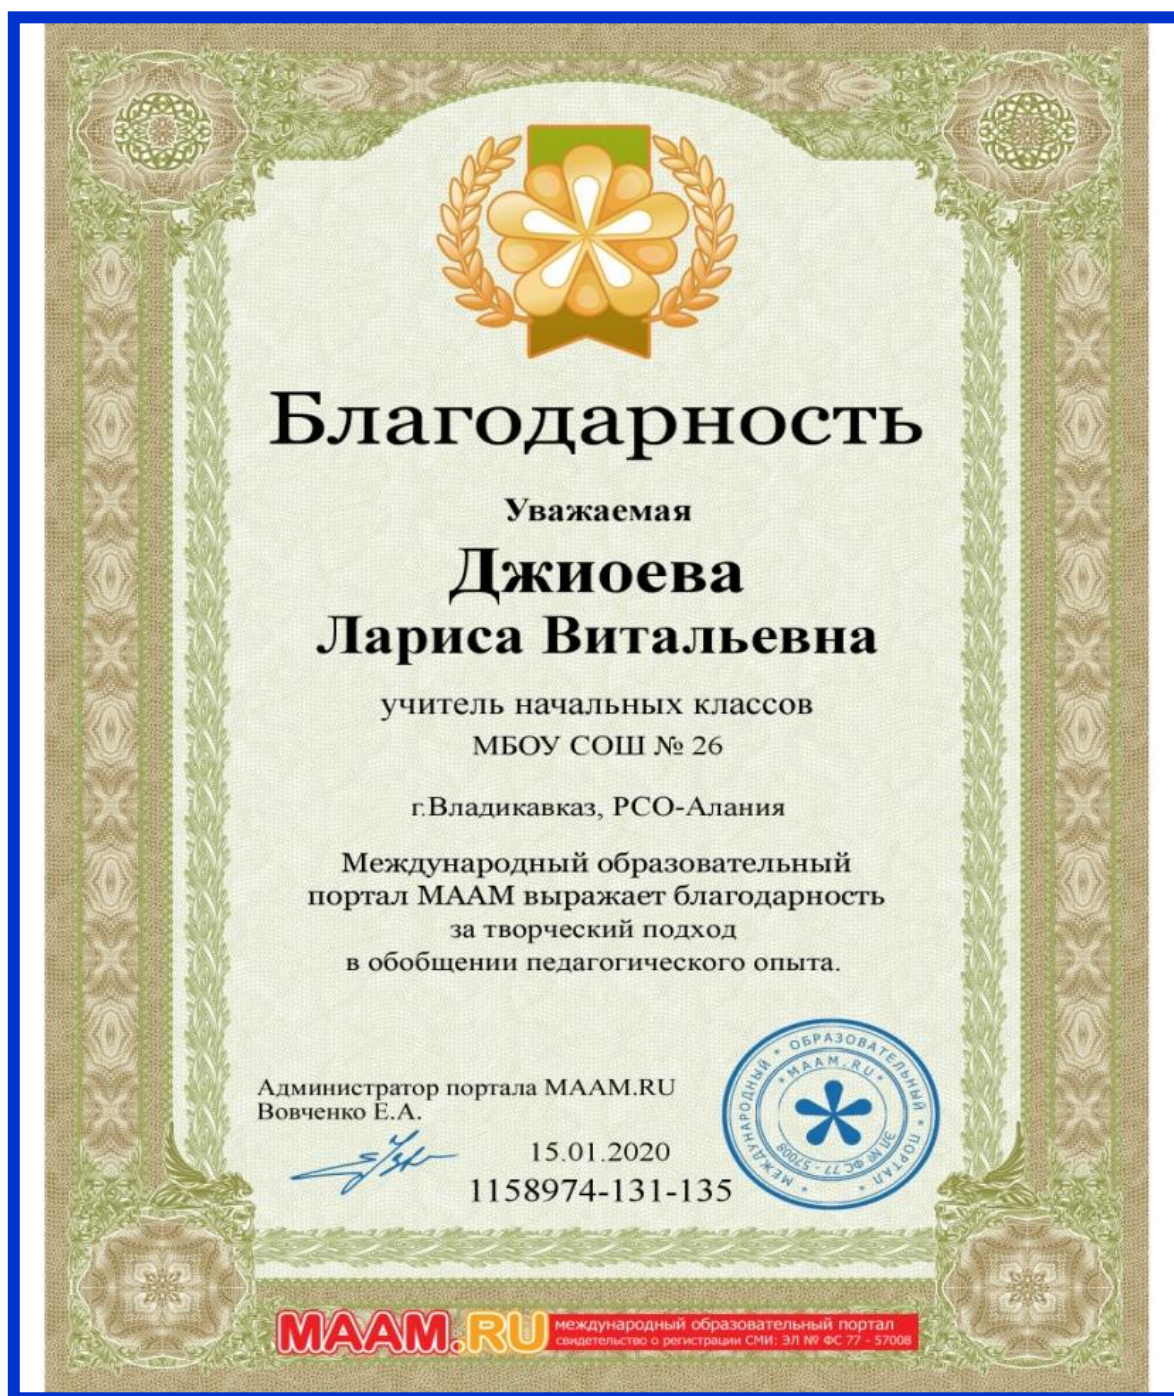 Благодарность
Уважаемая
Джиоева
Лариса Витальевна
учитель начальных классов
МБОУ СОШ № 26
г.Владикавказ, РСО-Алания
Международный образовательный
портал МААМ выражает благодарность
за творческий подход
в обобщении педагогического опыта.
Администратор портала MAAM.RU
Вовченко Е.А.
15.01.2020
1158974-131-135
* МЕЖДУНАРОДНЫЙ * ОБРАЗОВАТЕЛЬНЫЙ * ПОРТАЛ *
* MAAM.RU *
ЭЛ № ФС 77 - 57008
MAAM.RU
международный образовательный портал
свидетельство о регистрации СМИ: ЭЛ № ФС 77 - 57008